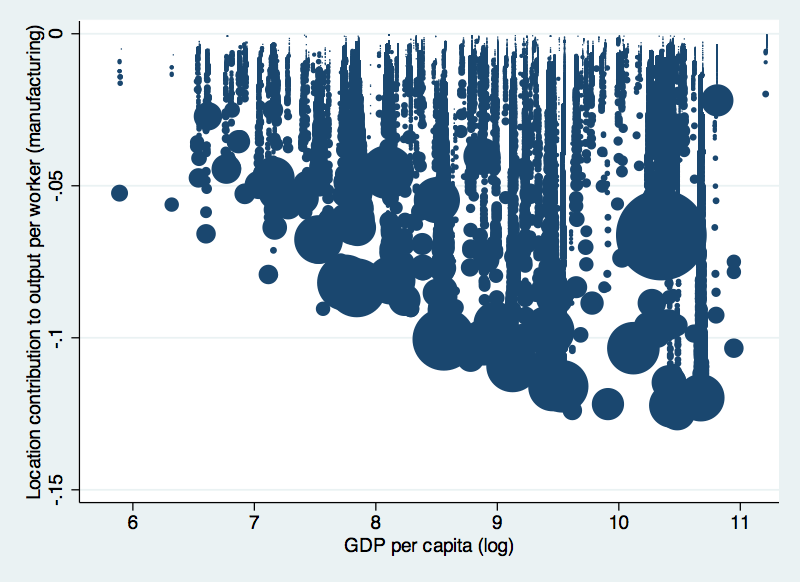 Location contribution to output per worker (manufacturing)
0
-.05
-.1
-.15
6 7 8 9 10 11
GDP per capita (log)